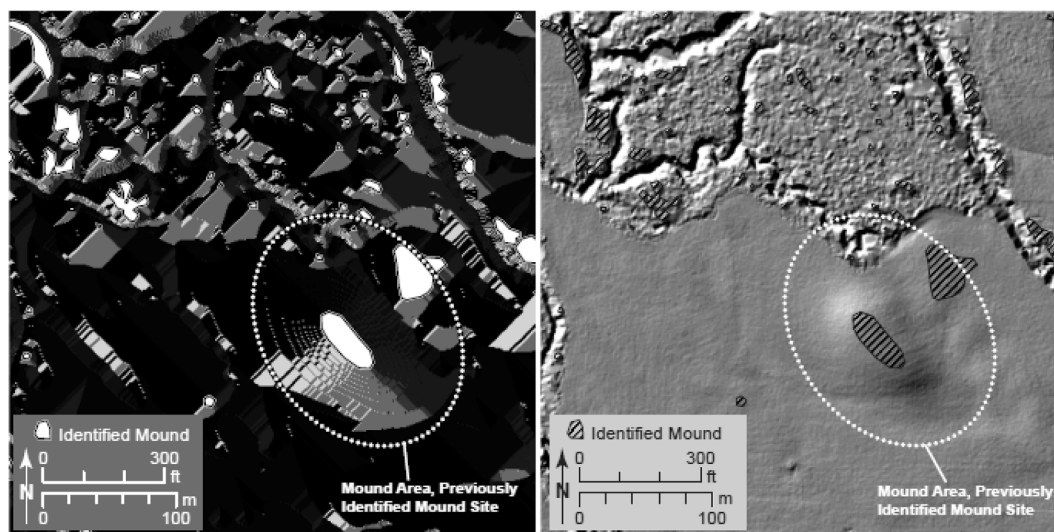 Identified Mound
0 300
ft
N
0 100
m
Mound Area, Previously
Identified Mound Site
Identified Mound
0 300
ft
N
0 100
m
Mound Area, Previously
Identified Mound Site